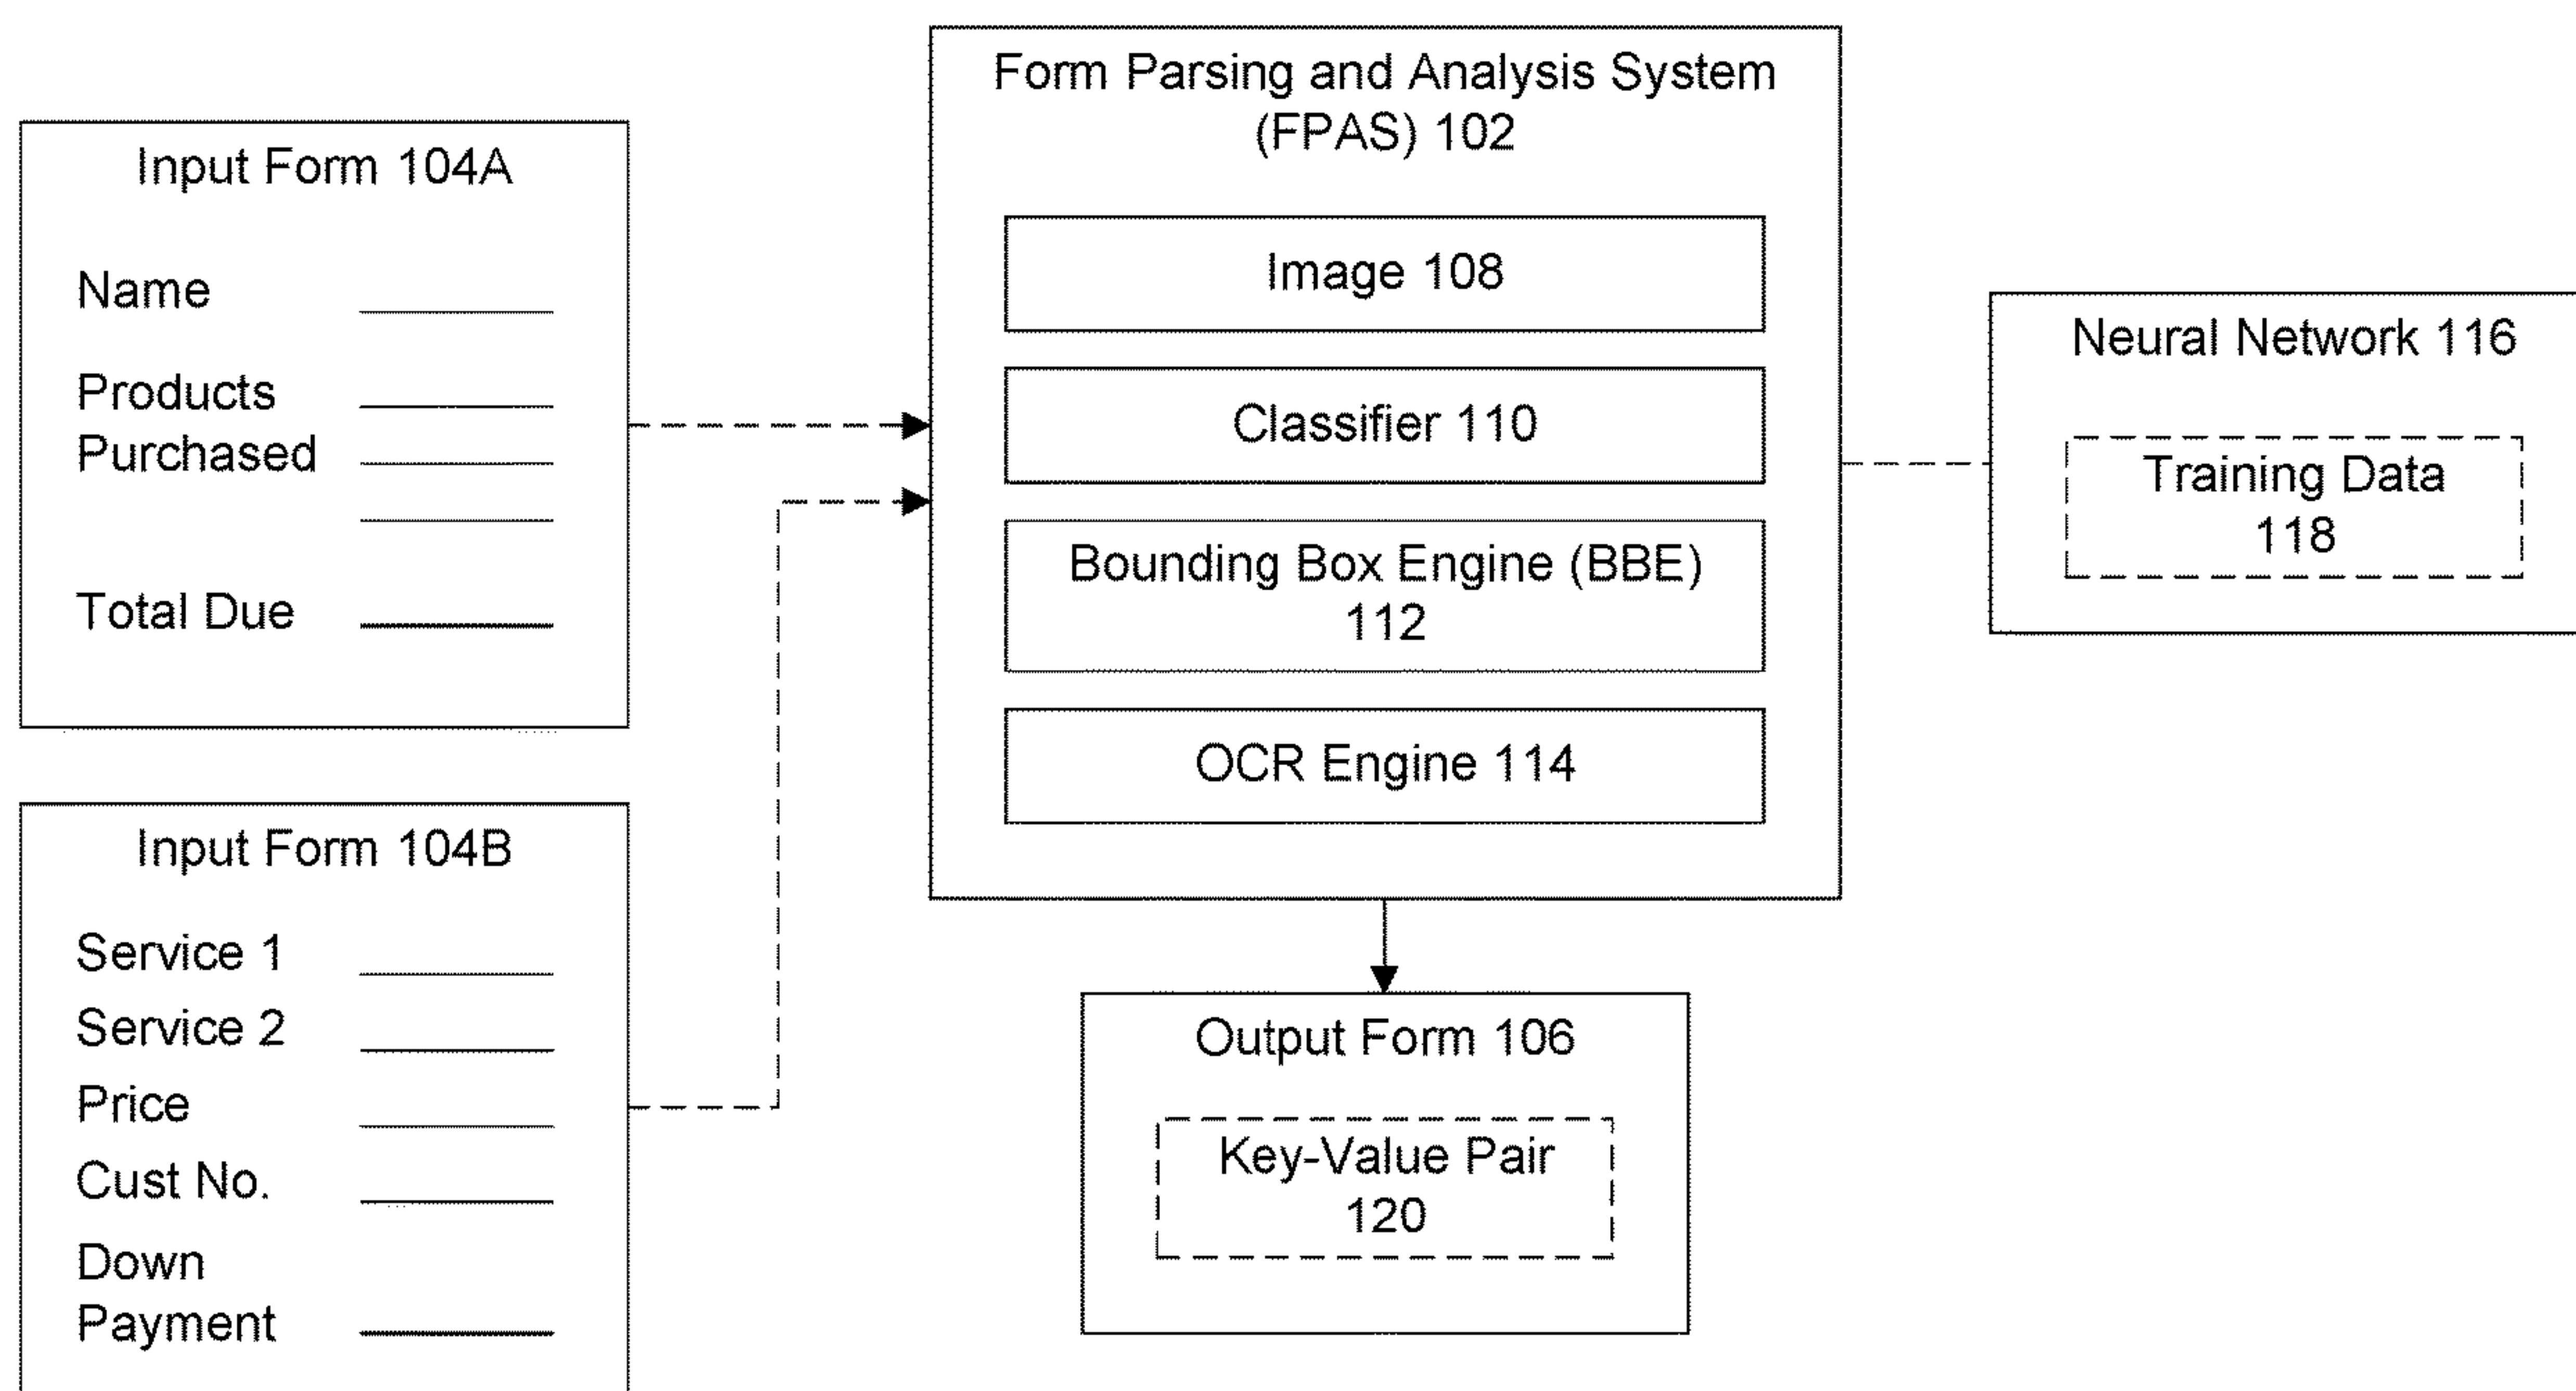 Input Form 104A
Name
Products
Purchased
Total Due
Input Form 104B
Service 1
Service 2
Price
Cust No.
Down
Payment
Form Parsing and Analysis System
(FPAS) 102
Image 108
Classifier 110
Bounding Box Engine (BBE)
112
OCR Engine 114
Output Form 106
Key-Value Pair
120
Neural Network 116
Training Data
118